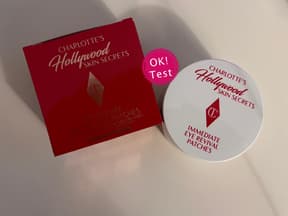 CHARLOTTE'S
Hollywood
SKIN SECRETS
OK!
Test
CHARLOTTE'S
Hollywood
SKIN SECRETS
CT
IMMEDIATE
EYE REVIVAL
PATCHES